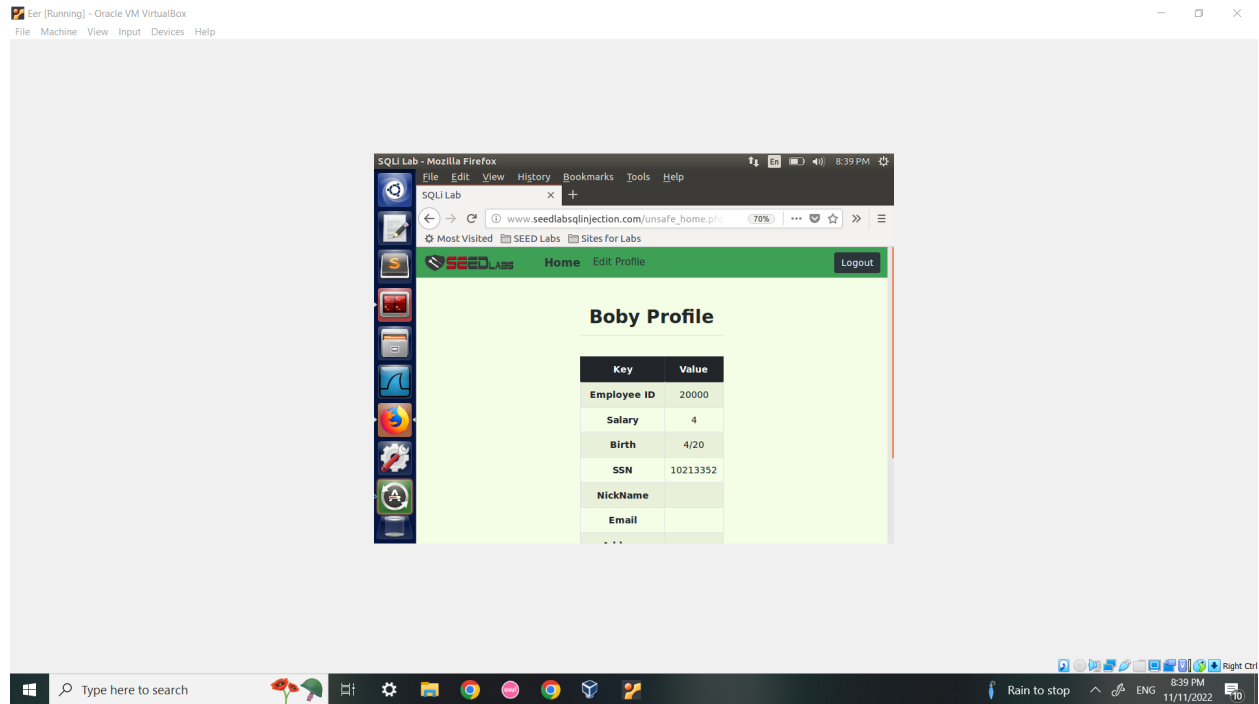 Eer [Running] - Oracle VM VirtualBox
File Machine View Input Devices Help
SQLi Lab - Mozilla Firefox En 8:39 PM
File Edit View History Bookmarks Tools Help
SQLi Lab
www.seedlabsqlinjection.com/unsafe_home.ph 70%
Most Visited SEED Labs Sites for Labs
SEEDLABS Home Edit Profile Logout
Boby Profile
Key Value
Employee ID 20000
Salary 4
Birth 4/20
SSN 10213352
NickName
Email
Right Ctrl
Type here to search
Rain to stop ENG 8:39 PM
11/11/2022
10